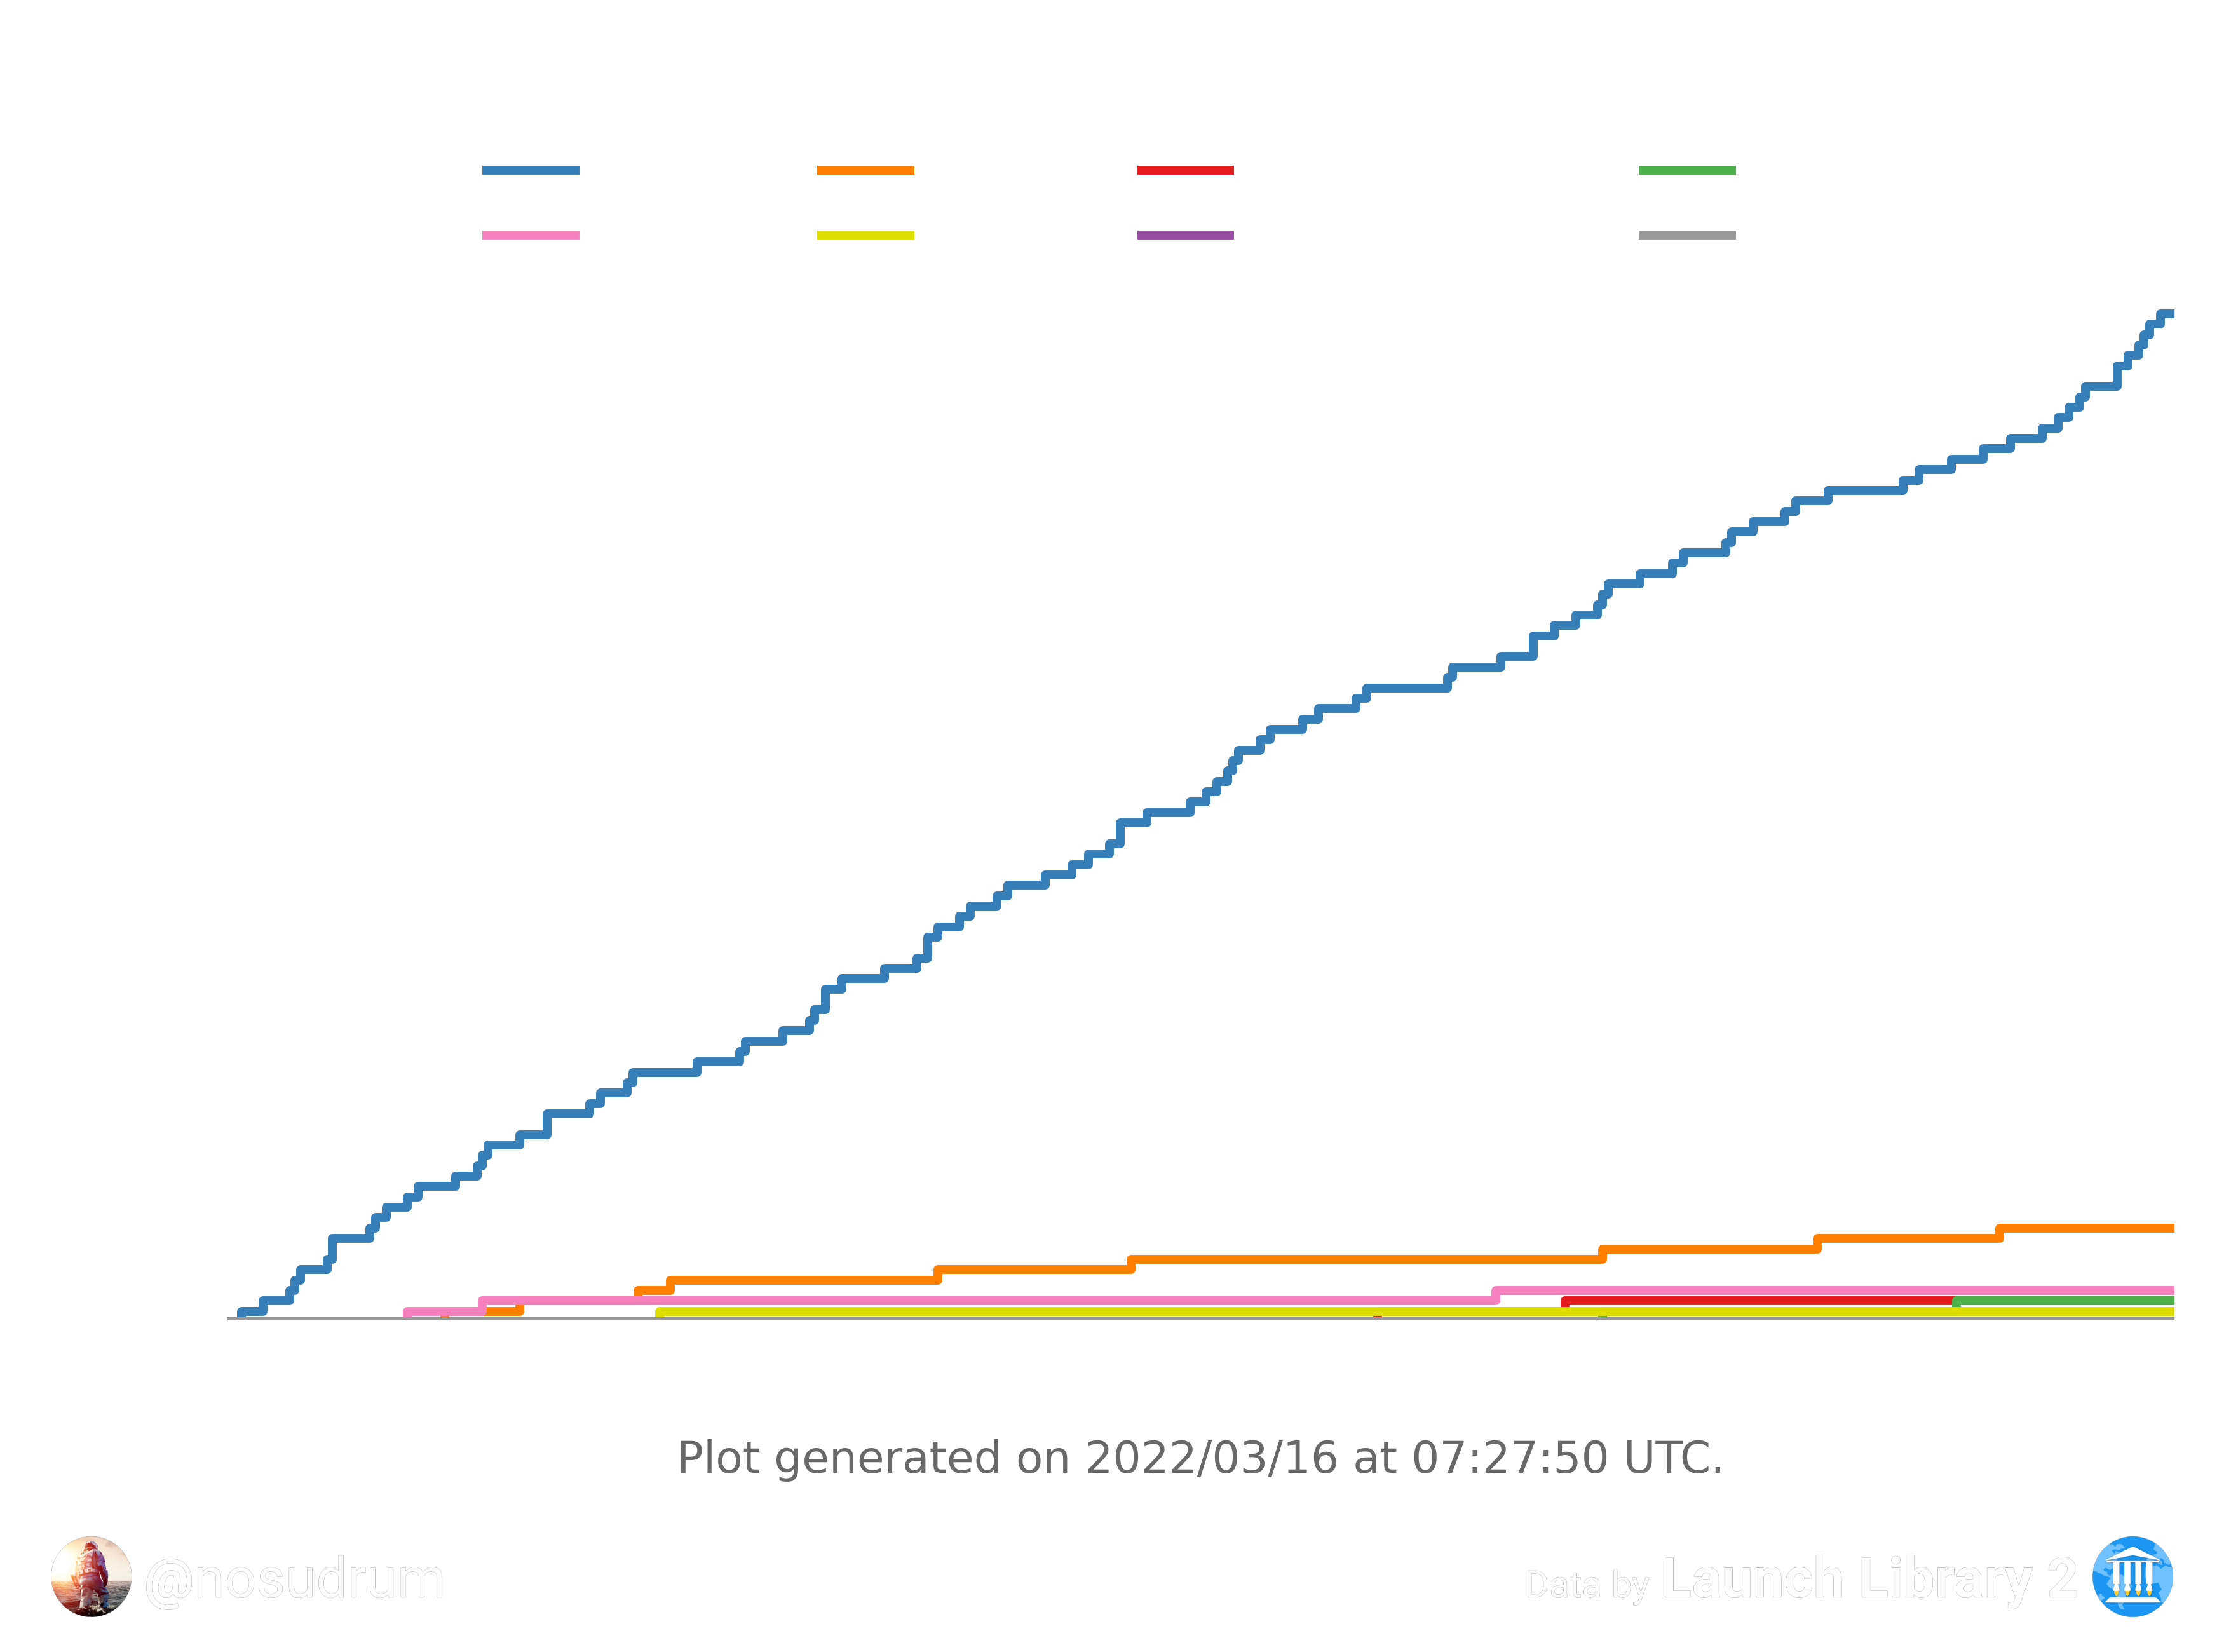 Plot generated on 2022/03/16 at 07:27:50 UTC.
@nosudrum
Data by Launch Library 2